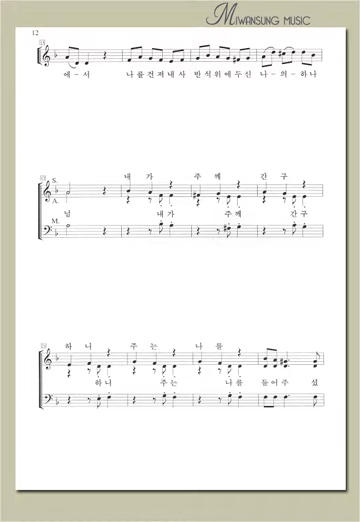 MIWANSUNG MUSIC
12
에 - 서 나 를 건 져 내 사 반 석 위 에 두 신 나 - 의 - 하 나
내 가 주 께 간 구
S.
A.
님 내 가 주 께 간 구
M.
하 니 주 는 나 를
하 니 주 는 나 를 들 어 주 셨